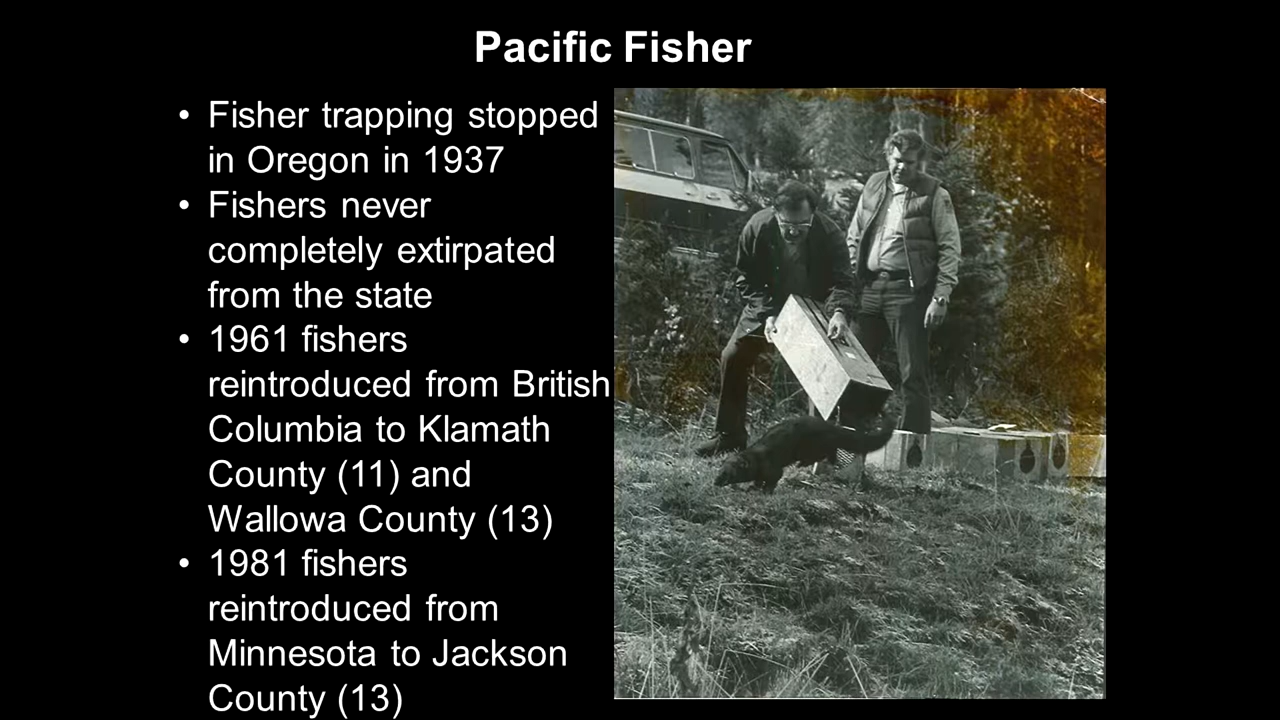 Pacific Fisher
• Fisher trapping stopped
in Oregon in 1937
• Fishers never
completely extirpated
from the state
• 1961 fishers
reintroduced from British
Columbia to Klamath
County (11) and
Wallowa County (13)
• 1981 fishers
reintroduced from
Minnesota to Jackson
County (13)